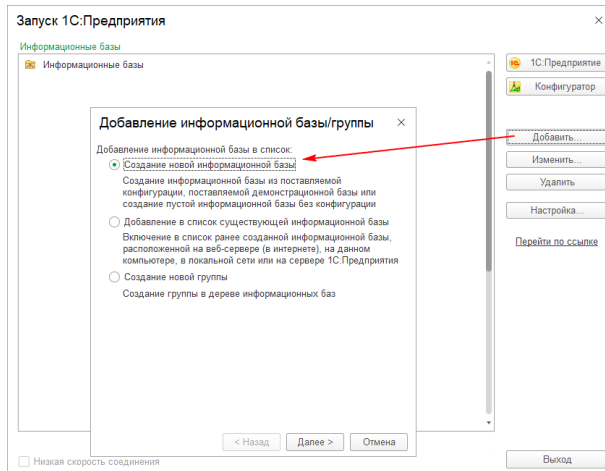 Запуск 1С:Предприятия
Информационные базы
Информационные базы
1С:Предприятие
Конфигуратор
Добавить...
Изменить...
Удалить
Настройка...
Перейти по ссылке
Добавление информационной базы/группы
Добавление информационной базы в список:
Создание новой информационной базы
Создание информационной базы из поставляемой
конфигурации, поставляемой демонстрационной базы или
создание пустой информационной базы без конфигурации
Добавление в список существующей информационной базы
Включение в список ранее созданной информационной базы,
расположенной на веб-сервере (в интернете), на данном
компьютере, в локальной сети или на сервере 1С:Предприятия
Создание новой группы
Создание группы в дереве информационных баз
< Назад
Далее >
Отмена
Низкая скорость соединения
Выход